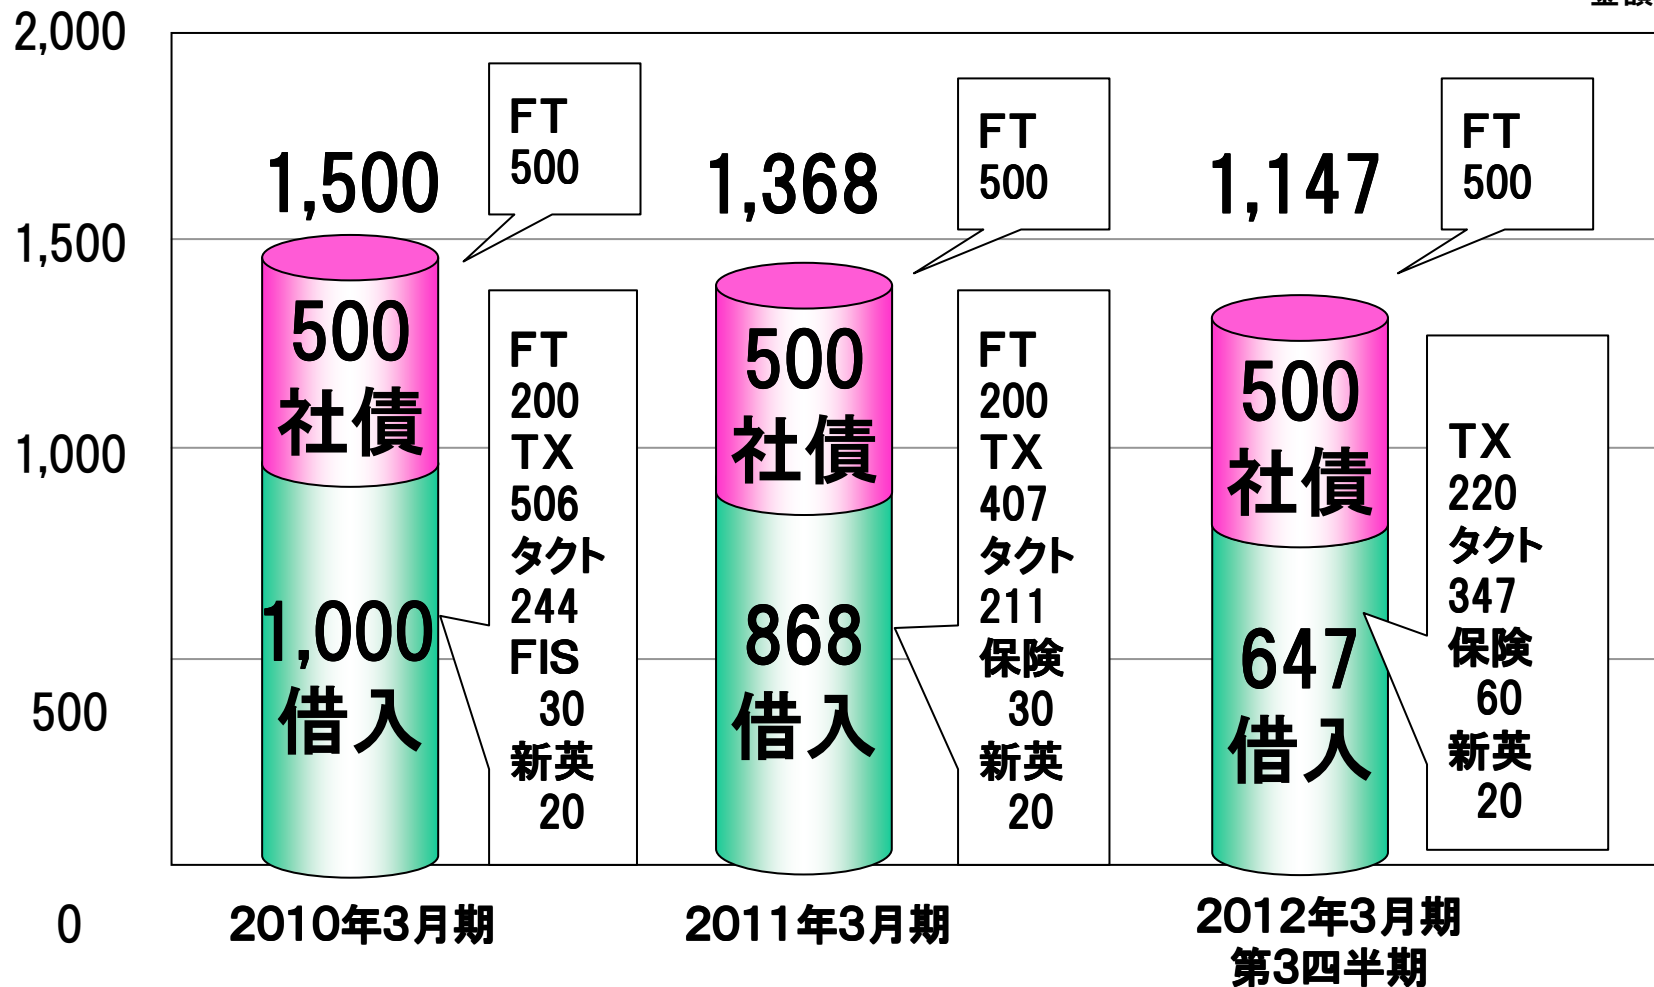 金額
2,000
1,500
1,000
500
0
1,500
FT
500
500
社債
1,000
借入
FT
200
TX
506
タクト
244
FIS
30
新英
20
2010年3月期
1,368
FT
500
500
社債
868
借入
FT
200
TX
407
タクト
211
保険
30
新英
20
2011年3月期
1,147
FT
500
500
社債
647
借入
TX
220
タクト
347
保険
60
新英
20
2012年3月期
第3四半期